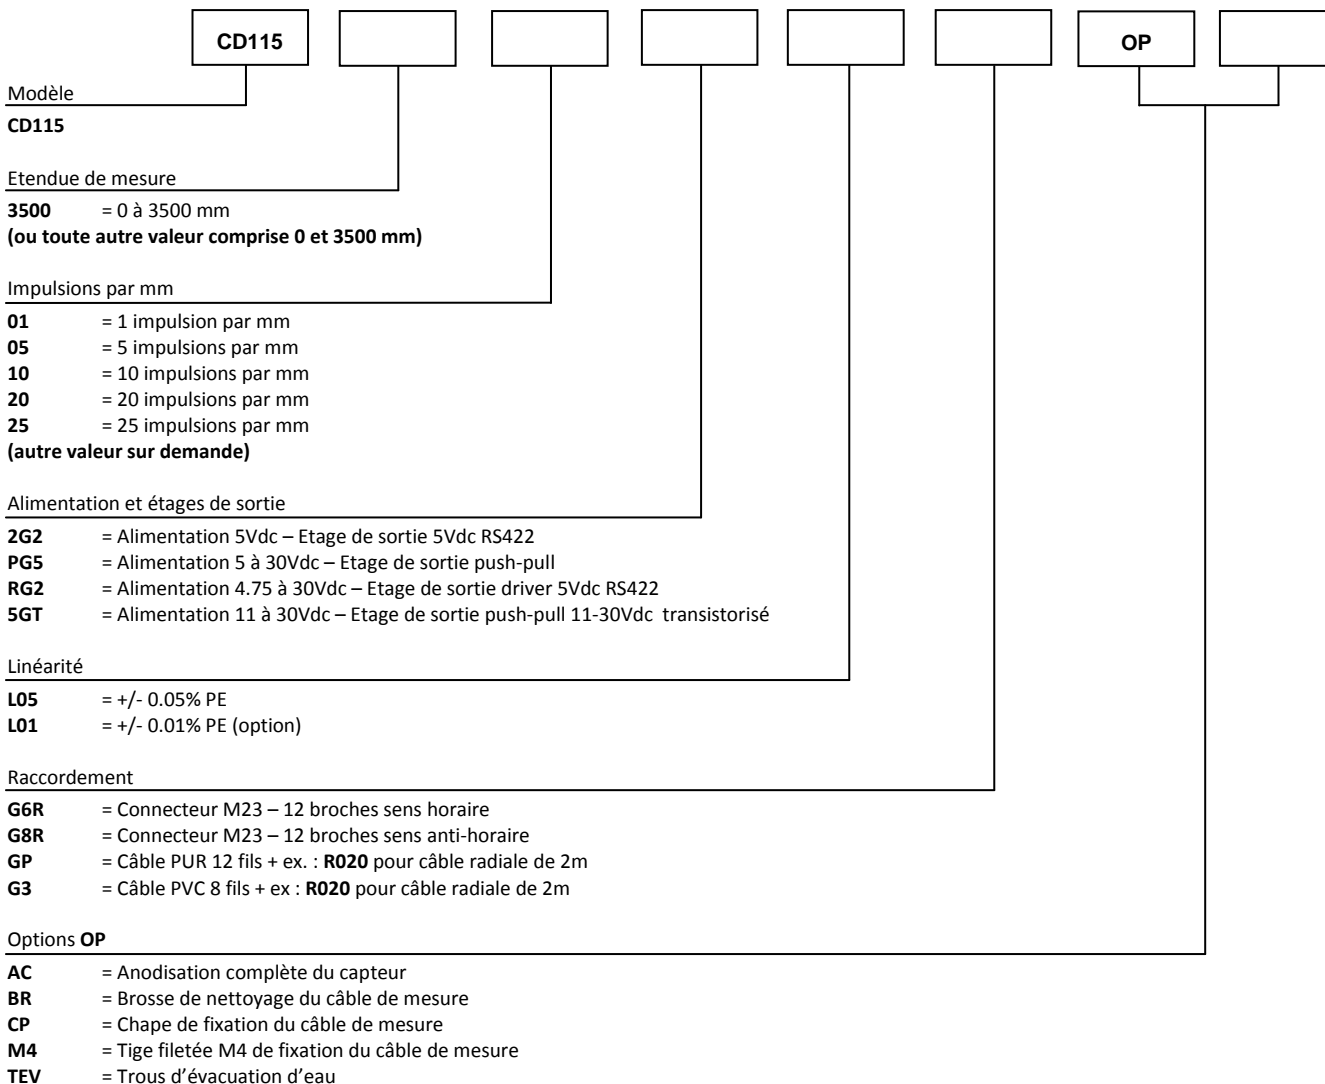 CD115 OP
Modèle
CD115
Etendue de mesure
3500 = 0 à 3500 mm
(ou toute autre valeur comprise 0 et 3500 mm)
Impulsions par mm
01 = 1 impulsion par mm
05 = 5 impulsions par mm
10 = 10 impulsions par mm
20 = 20 impulsions par mm
25 = 25 impulsions par mm
(autre valeur sur demande)
Alimentation et étages de sortie
2G2 = Alimentation 5Vdc – Etage de sortie 5Vdc RS422
PG5 = Alimentation 5 à 30Vdc – Etage de sortie push-pull
RG2 = Alimentation 4.75 à 30Vdc – Etage de sortie driver 5Vdc RS422
5GT = Alimentation 11 à 30Vdc – Etage de sortie push-pull 11-30Vdc transistorisé
Linéarité
L05 = +/- 0.05% PE
L01 = +/- 0.01% PE (option)
Raccordement
G6R = Connecteur M23 – 12 broches sens horaire
G8R = Connecteur M23 – 12 broches sens anti-horaire
GP = Câble PUR 12 fils + ex. : R020 pour câble radiale de 2m
G3 = Câble PVC 8 fils + ex : R020 pour câble radiale de 2m
Options OP
AC = Anodisation complète du capteur
BR = Brosse de nettoyage du câble de mesure
CP = Chape de fixation du câble de mesure
M4 = Tige filetée M4 de fixation du câble de mesure
TEV = Trous d'évacuation d'eau